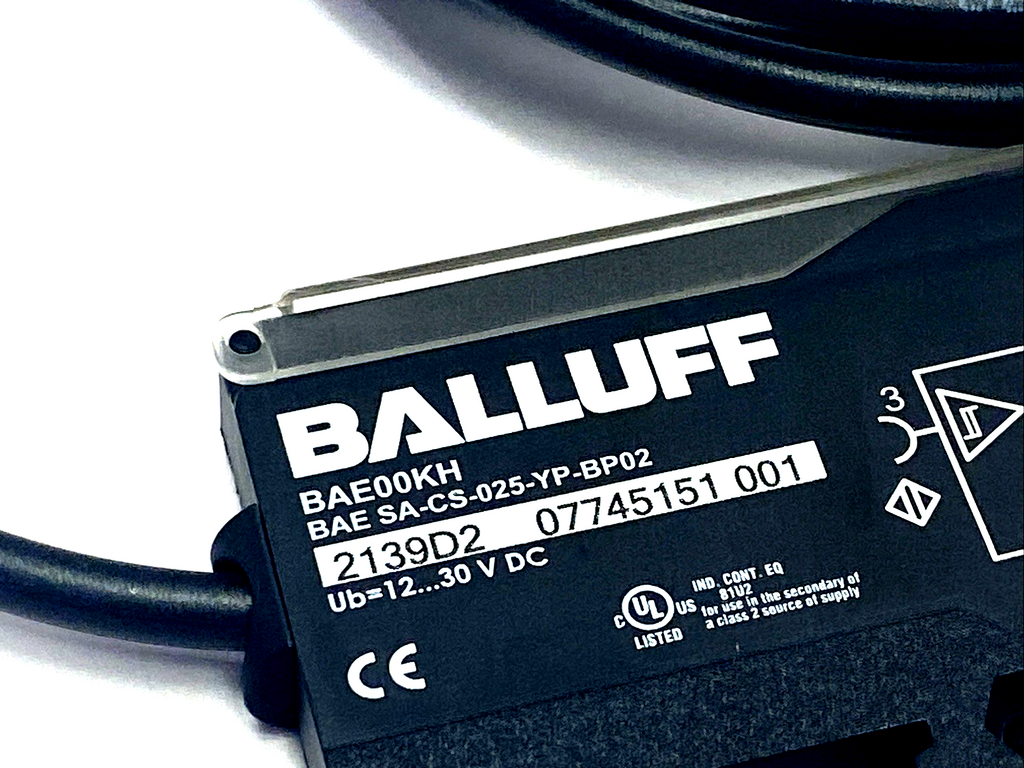 BALLUFF
BAE00KH
BAE SA-CS-025-YP-BP02
2139D2 07745151 001
Ub=12...30 V DC
3
C UL US
LISTED
IND. CONT. EQ
81U2
for use in the secondary of
a class 2 source of supply
CE